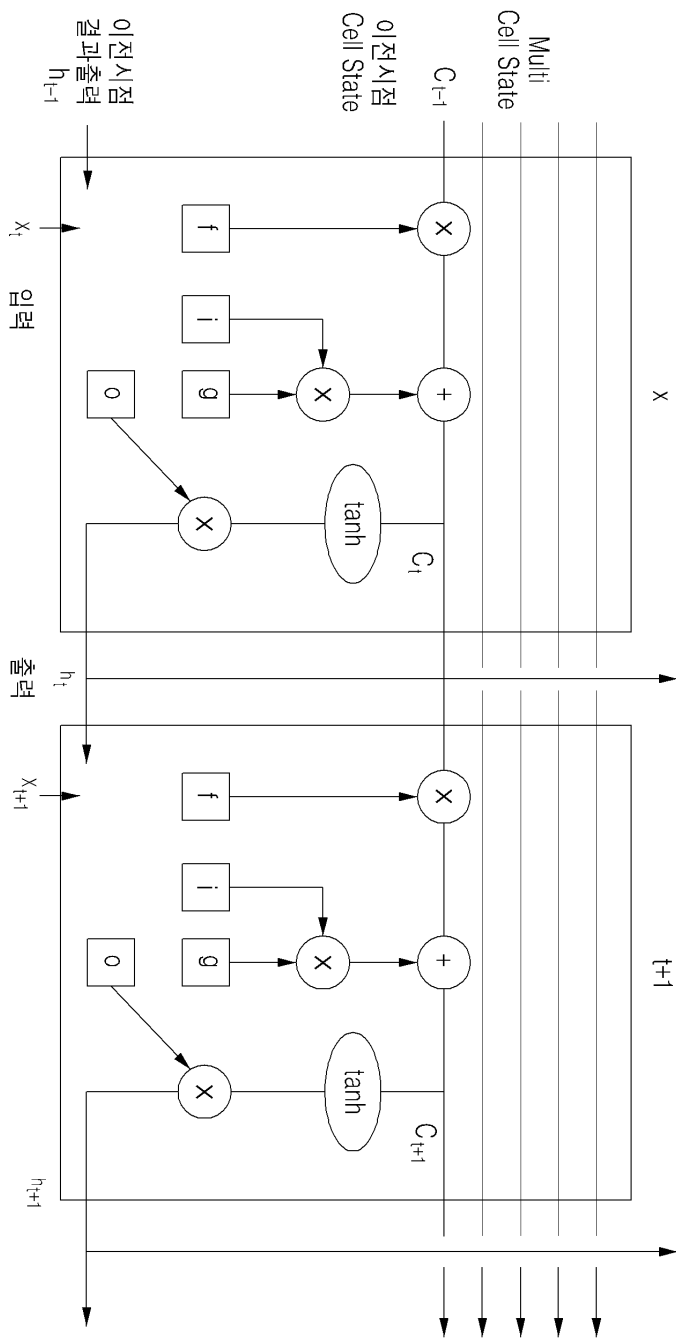 x
Multi
Cell State
C_{t-1}
이전시점
Cell State
이전시점
결과출력
h_{t-1}
X
+
C_t
tanh
X
f
i
g
X
o
X_t
입력
h_t
출력
t+1
X
+
C_{t+1}
tanh
X
f
i
g
X
o
X_{t+1}
h_{t+1}